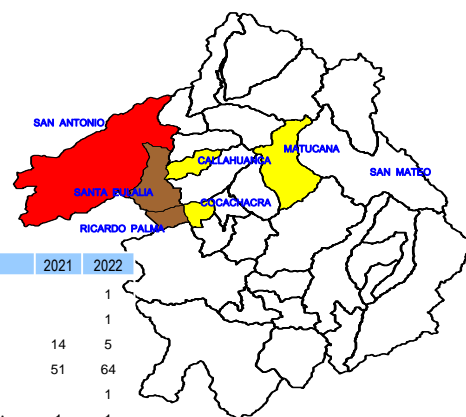 SAN ANTONIO
CALLAHUANCA
MATUCANA
SAN MATEO
SANTA EULALIA
COCACHACRA
RICARDO PALMA
2021 2022
1
1
14 5
51 64
1